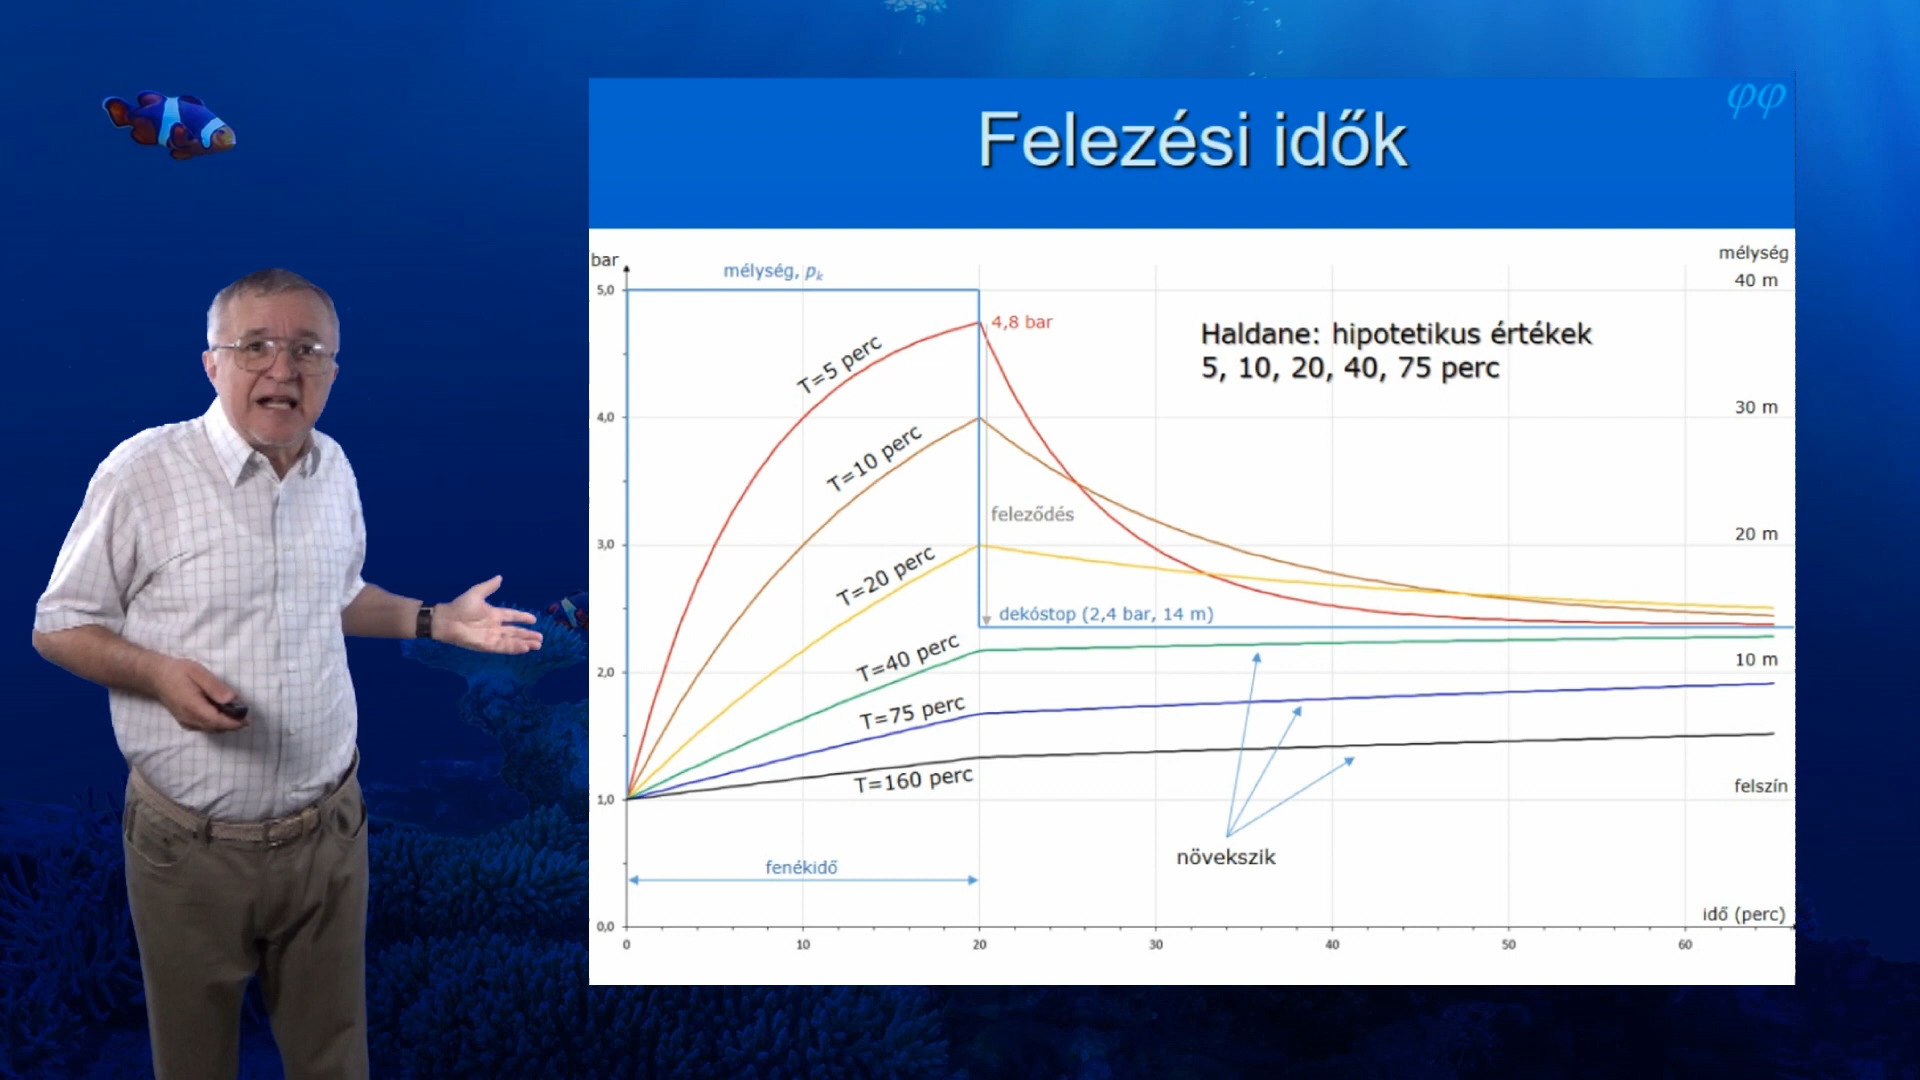 φφ
Felezési idők
bar
mélység
mélység, pk
40 m
5,0
4,8 bar
Haldane: hipotetikus értékek
5, 10, 20, 40, 75 perc
T=5 perc
30 m
4,0
T=10 perc
feleződés
20 m
3,0
T=20 perc
dekóstop (2,4 bar, 14 m)
T=40 perc
10 m
2,0
T=75 perc
T=160 perc
felszín
1,0
növekszik
fenékidő
idő (perc)
0,0
0 10 20 30 40 50 60